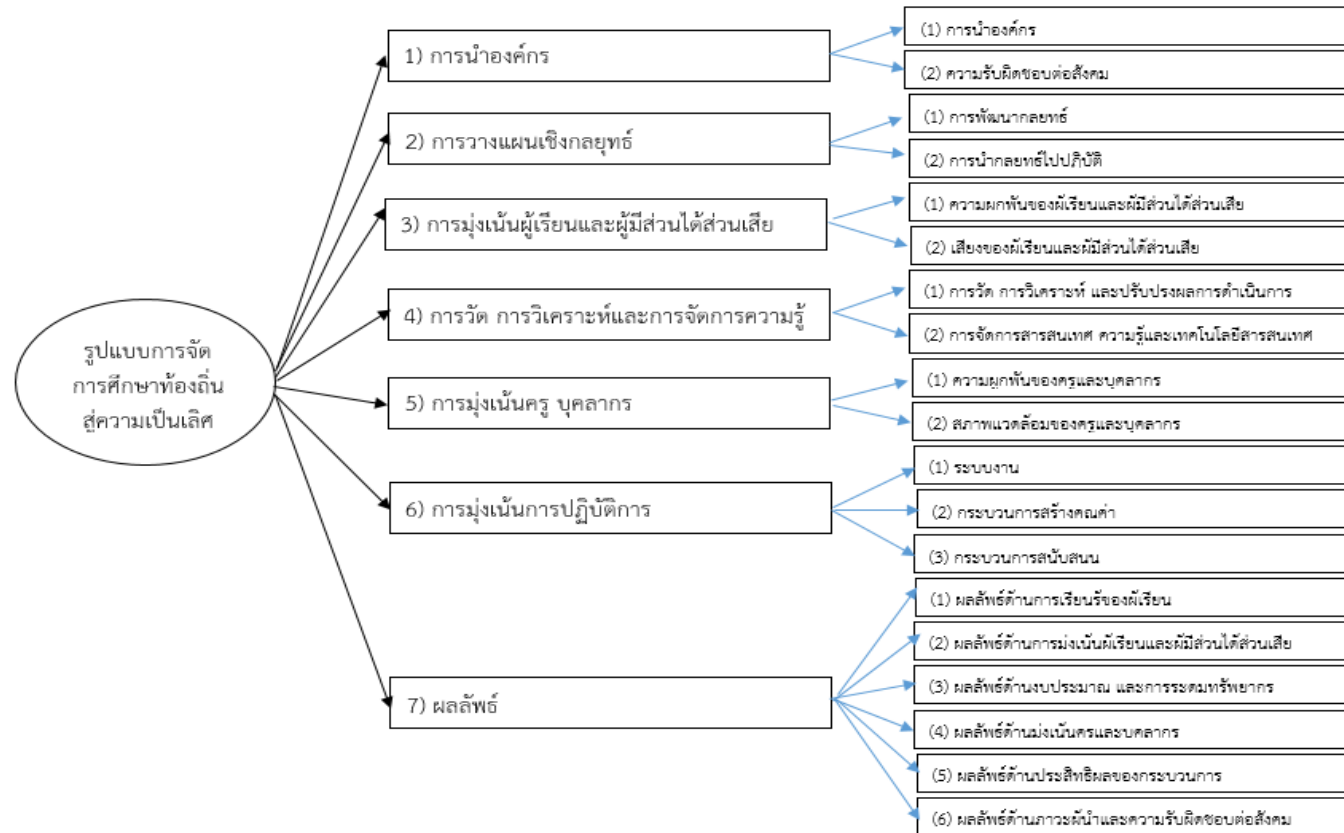 รูปแบบการจัด
การศึกษาท้องถิ่น
สู่ความเป็นเลิศ
1) การนำองค์กร
(1) การนำองค์กร
(2) ความรับผิดชอบต่อสังคม
2) การวางแผนเชิงกลยุทธ์
(1) การพัฒนากลยุทธ์
(2) การนำกลยุทธ์ไปปฏิบัติ
3) การมุ่งเน้นผู้เรียนและผู้มีส่วนได้ส่วนเสีย
(1) ความผูกพันของผู้เรียนและผู้มีส่วนได้ส่วนเสีย
(2) เสียงของผู้เรียนและผู้มีส่วนได้ส่วนเสีย
4) การวัด การวิเคราะห์และการจัดการความรู้
(1) การวัด การวิเคราะห์ และปรับปรุงผลการดำเนินการ
(2) การจัดการสารสนเทศ ความรู้และเทคโนโลยีสารสนเทศ
5) การมุ่งเน้นครู บุคลากร
(1) ความผูกพันของครูและบุคลากร
(2) สภาพแวดล้อมของครูและบุคลากร
6) การมุ่งเน้นการปฏิบัติการ
(1) ระบบงาน
(2) กระบวนการสร้างคุณค่า
(3) กระบวนการสนับสนุน
7) ผลลัพธ์
(1) ผลลัพธ์ด้านการเรียนรู้ของผู้เรียน
(2) ผลลัพธ์ด้านการมุ่งเน้นผู้เรียนและผู้มีส่วนได้ส่วนเสีย
(3) ผลลัพธ์ด้านงบประมาณ และการระดมทรัพยากร
(4) ผลลัพธ์ด้านมุ่งเน้นครูและบุคลากร
(5) ผลลัพธ์ด้านประสิทธิผลของกระบวนการ
(6) ผลลัพธ์ด้านภาวะผู้นำและความรับผิดชอบต่อสังคม